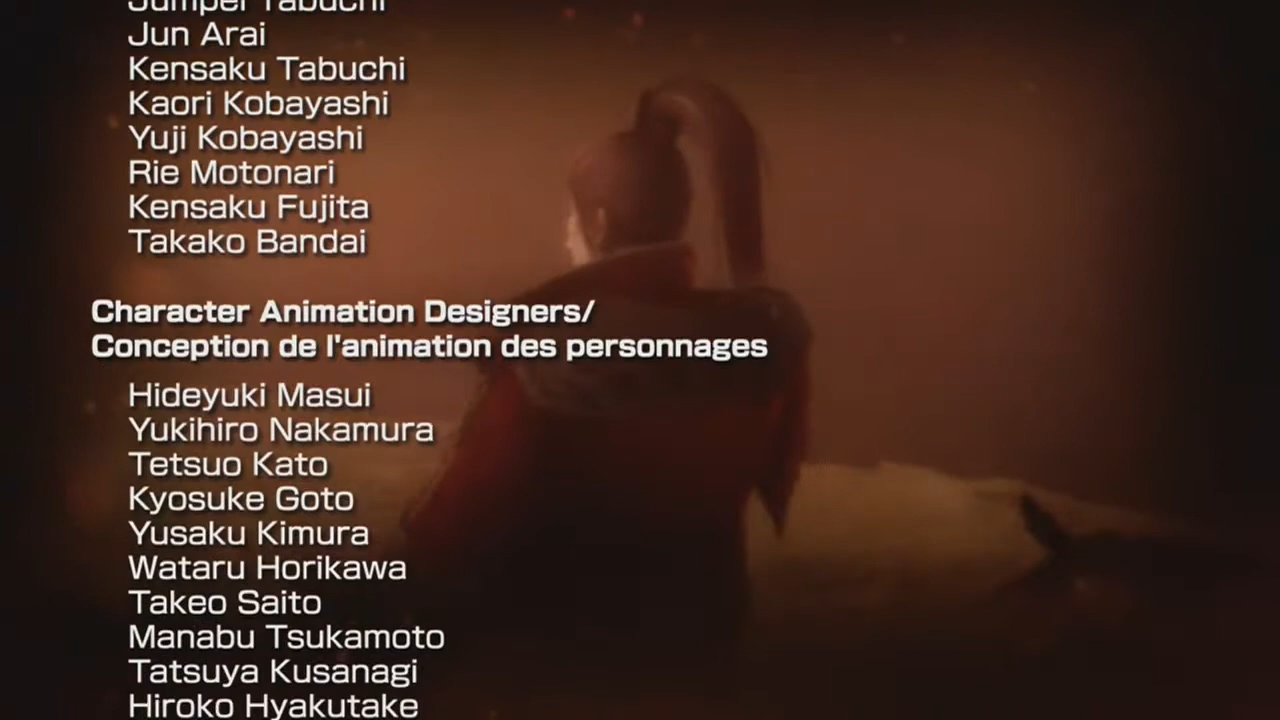 Jumpei Tabuchi
Jun Arai
Kensaku Tabuchi
Kaori Kobayashi
Yuji Kobayashi
Rie Motonari
Kensaku Fujita
Takako Bandai
Character Animation Designers/
Conception de l'animation des personnages
Hideyuki Masui
Yukihiro Nakamura
Tetsuo Kato
Kyosuke Goto
Yusaku Kimura
Wataru Horikawa
Takeo Saito
Manabu Tsukamoto
Tatsuya Kusanagi
Hiroko Hyakutake